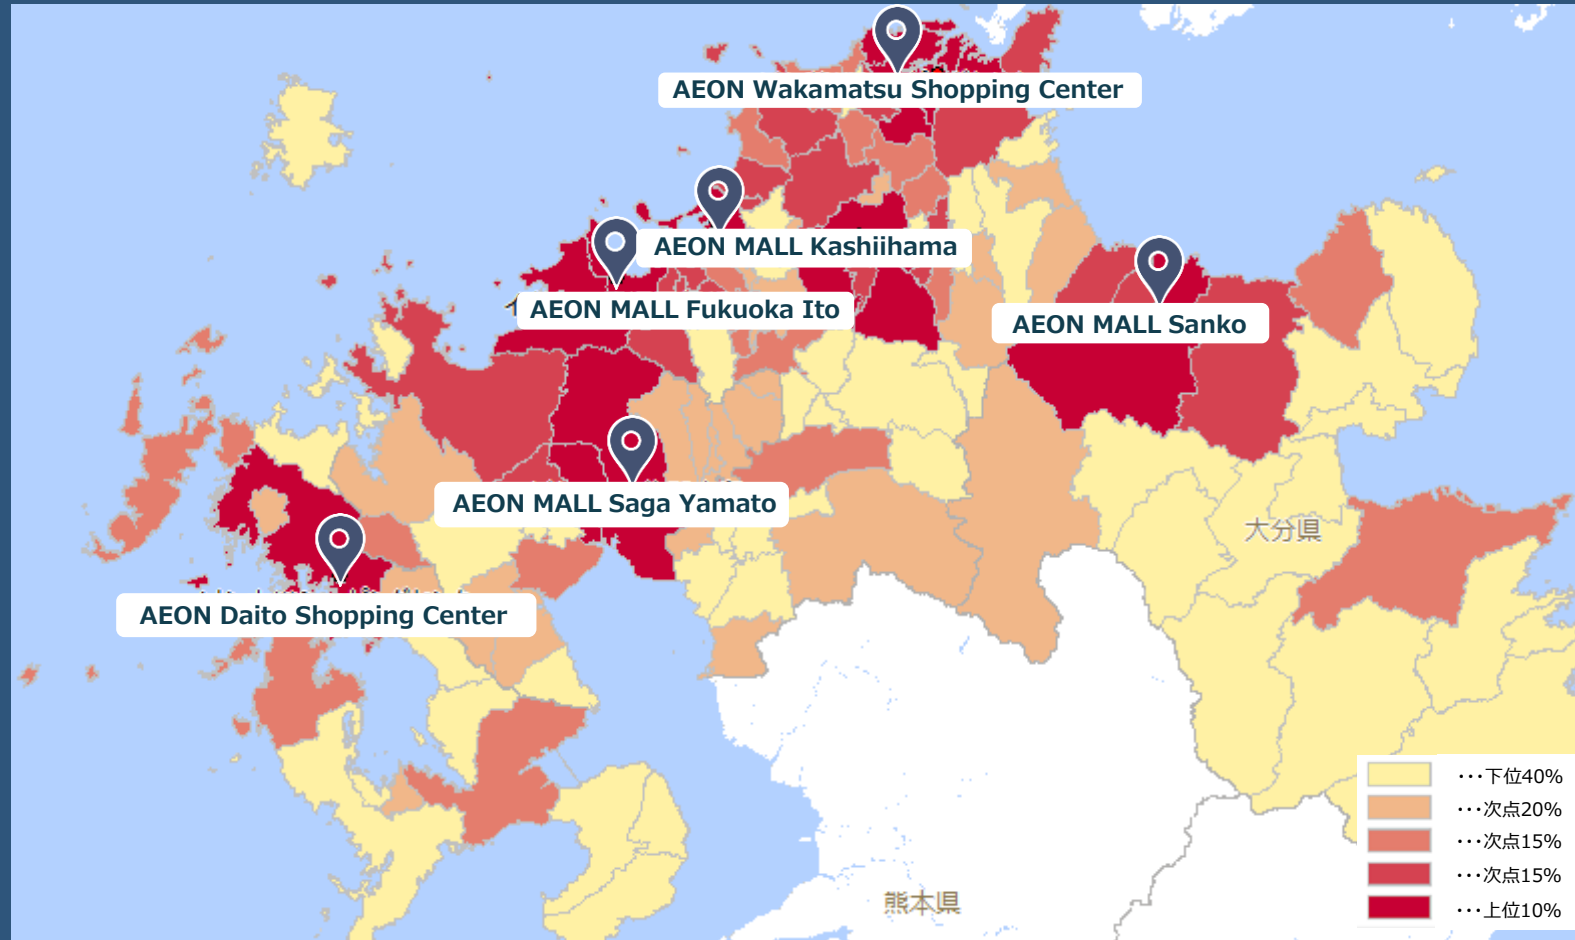 AEON Wakamatsu Shopping Center
AEON MALL Kashiihama
AEON MALL Fukuoka Ito
AEON MALL Sanko
AEON MALL Saga Yamato
大分県
AEON Daito Shopping Center
・・・下位40%
・・・次点20%
・・・次点15%
・・・次点15%
・・・上位10%
熊本県